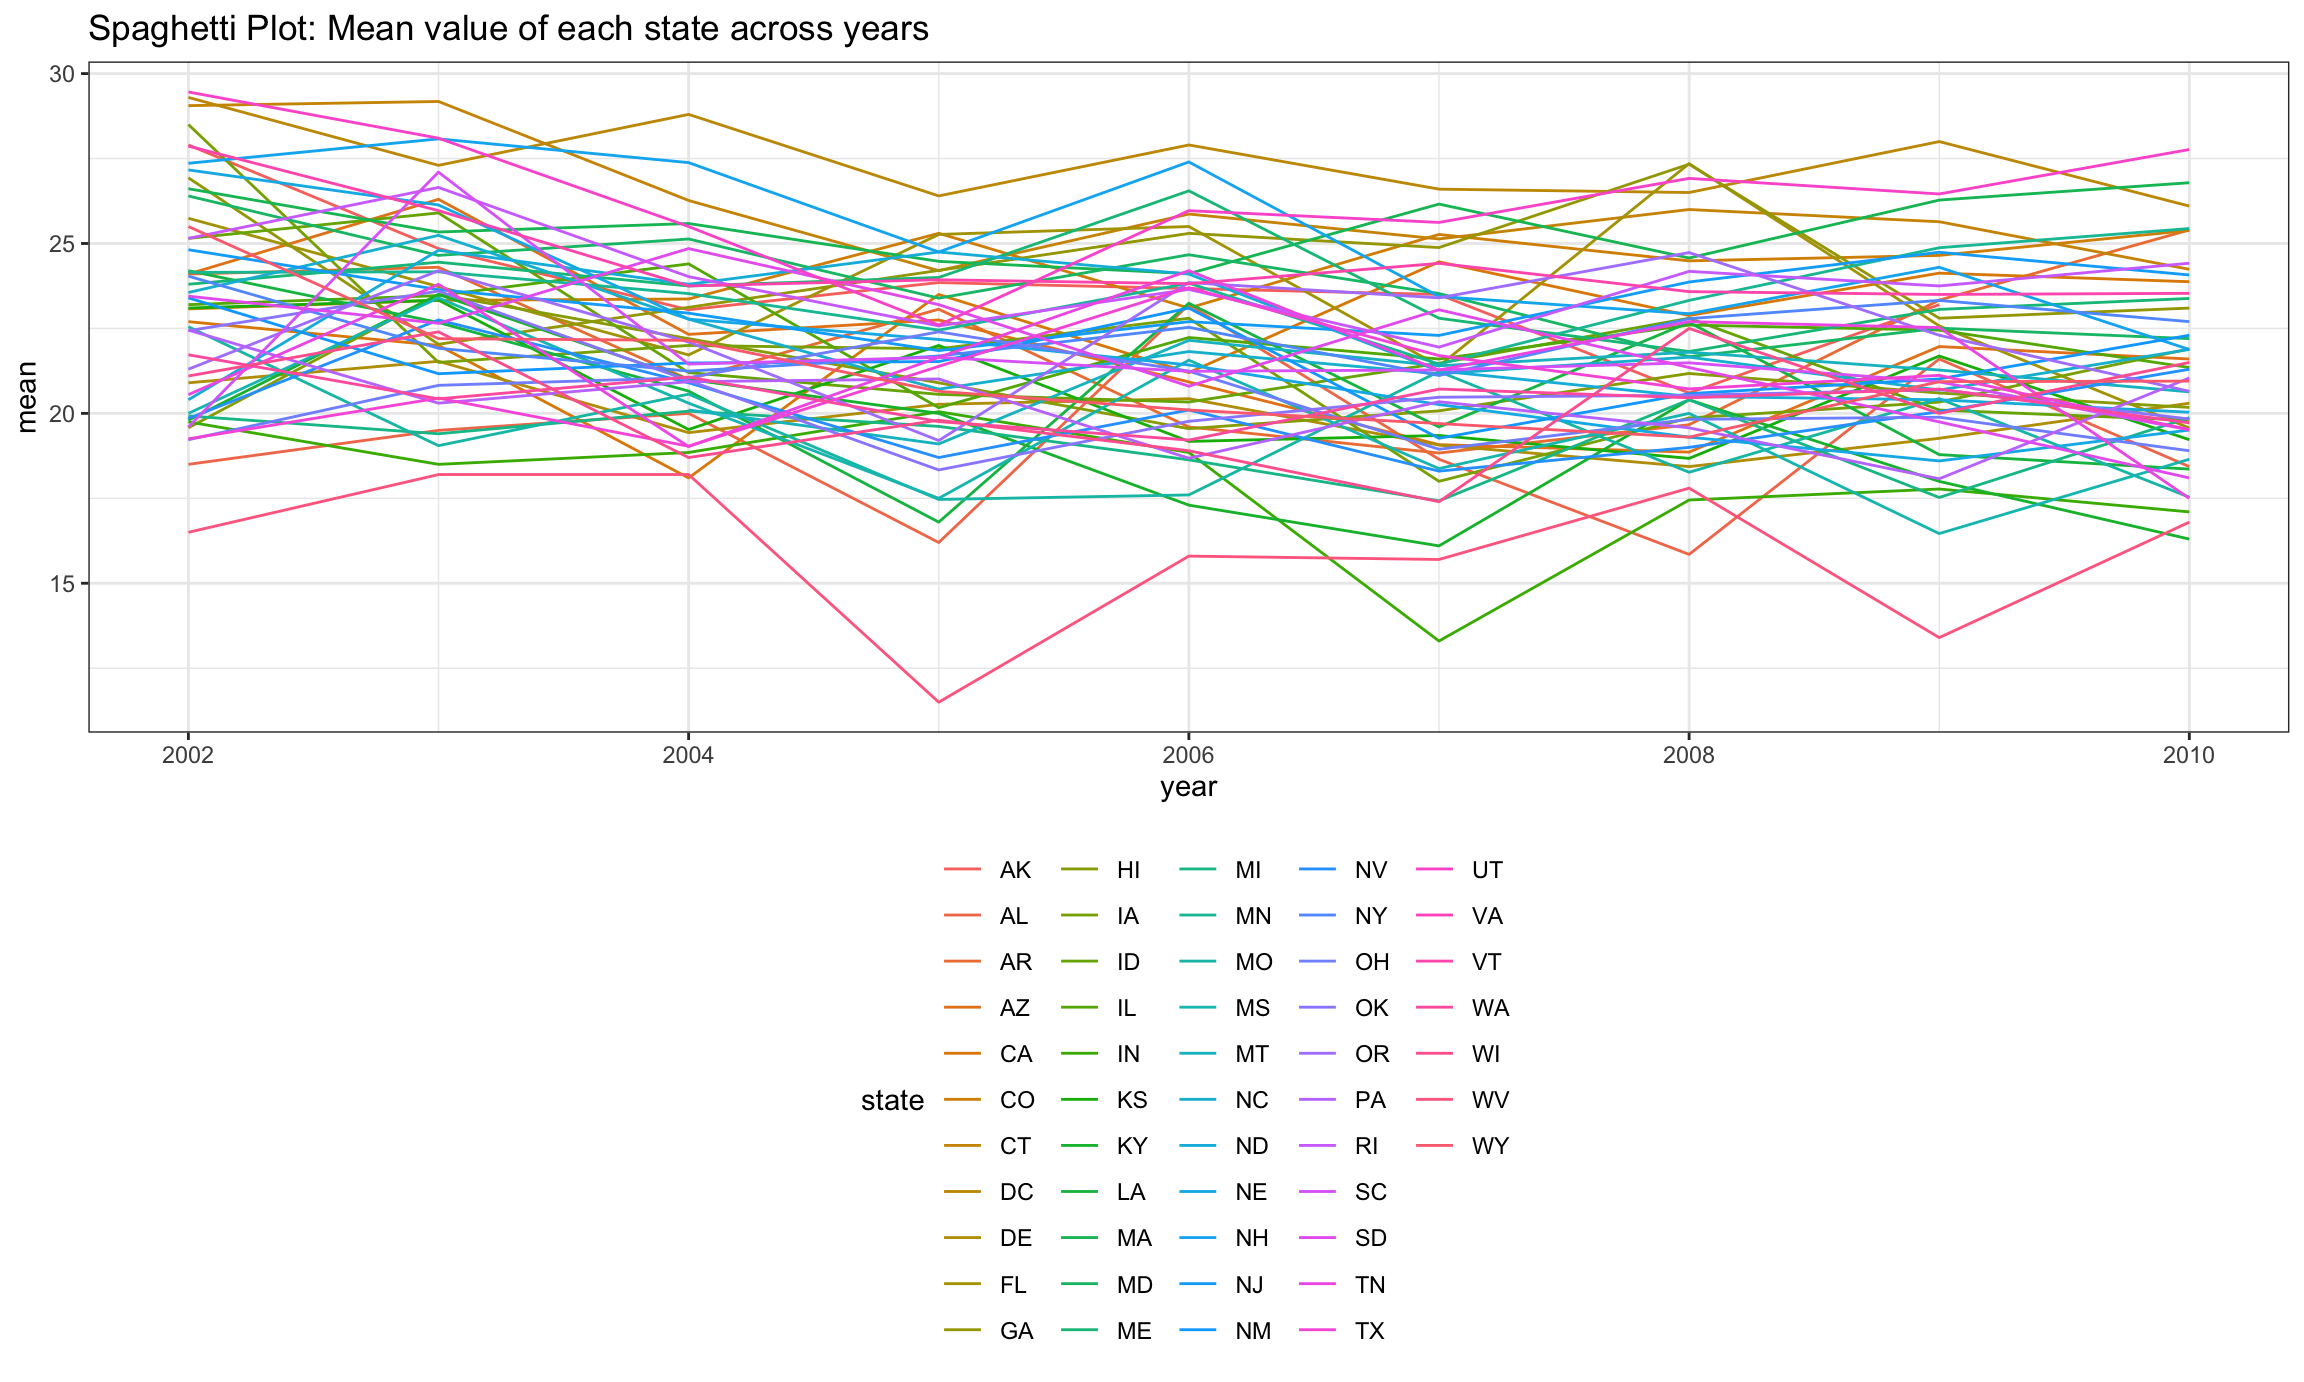 Spaghetti Plot: Mean value of each state across years
30
25
20
15
mean
2002 2004 2006 2008 2010
year
AK HI MI NV UT
AL IA MN NY VA
AR ID MO OH VT
AZ IL MS OK WA
CA IN MT OR WI
state CO KS NC PA WV
CT KY ND RI WY
DC LA NE SC
DE MA NH SD
FL MD NJ TN
GA ME NM TX